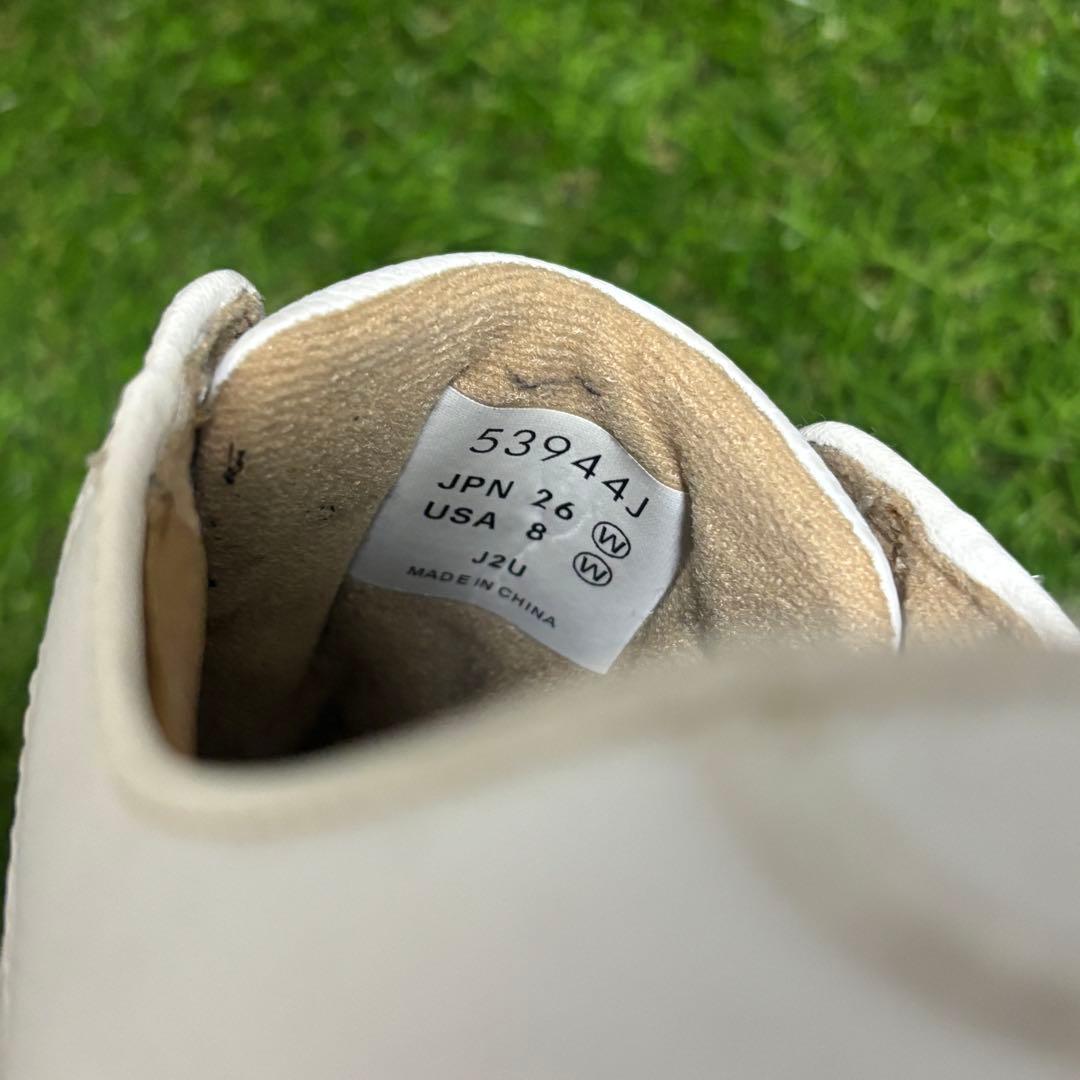 53944J
JPN 26 Ⓦ
USA 8 Ⓦ
J2U
MADE IN CHINA